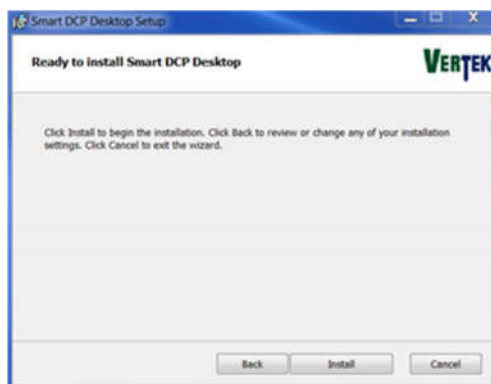 Smart DCP Desktop Setup
Ready to install Smart DCP Desktop
VERTEK
Click Install to begin the installation. Click Back to review or change any of your installation
settings. Click Cancel to exit the wizard.
Back Install Cancel